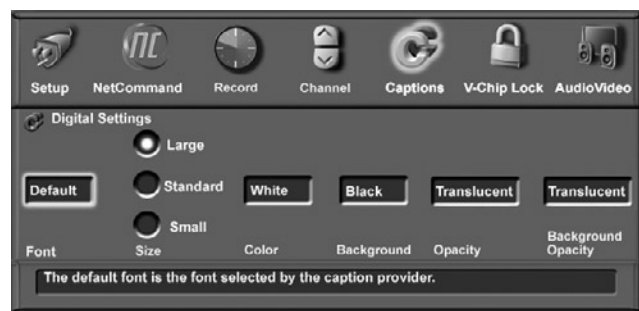 Setup NetCommand Record Channel Captions V-Chip Lock AudioVideo
Digital Settings
Large
Default Standard White Black Translucent Translucent
Small
Font Size Color Background Opacity Background Opacity
The default font is the font selected by the caption provider.